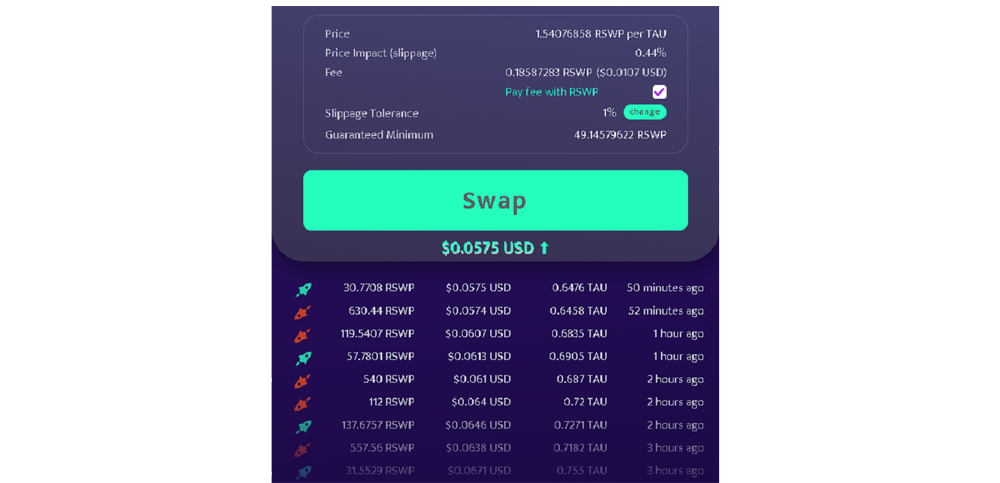 Price 1.54076858 RSWP per TAU
Price Impact (slippage) 0.44%
Fee 0.18587283 RSWP ($0.0107 USD)
Pay fee with RSWP
Slippage Tolerance 1% change
Guaranteed Minimum 49.14579622 RSWP
Swap
$0.0575 USD ⬆
30.7708 RSWP $0.0575 USD 0.6476 TAU 50 minutes ago
630.44 RSWP $0.0574 USD 0.6458 TAU 52 minutes ago
119.5407 RSWP $0.0607 USD 0.6835 TAU 1 hour ago
57.7801 RSWP $0.0613 USD 0.6905 TAU 1 hour ago
540 RSWP $0.061 USD 0.687 TAU 2 hours ago
112 RSWP $0.064 USD 0.72 TAU 2 hours ago
137.6757 RSWP $0.0646 USD 0.7271 TAU 2 hours ago
557.56 RSWP $0.0638 USD 0.7182 TAU 3 hours ago
31.5529 RSWP $0.0671 USD 0.755 TAU 3 hours ago